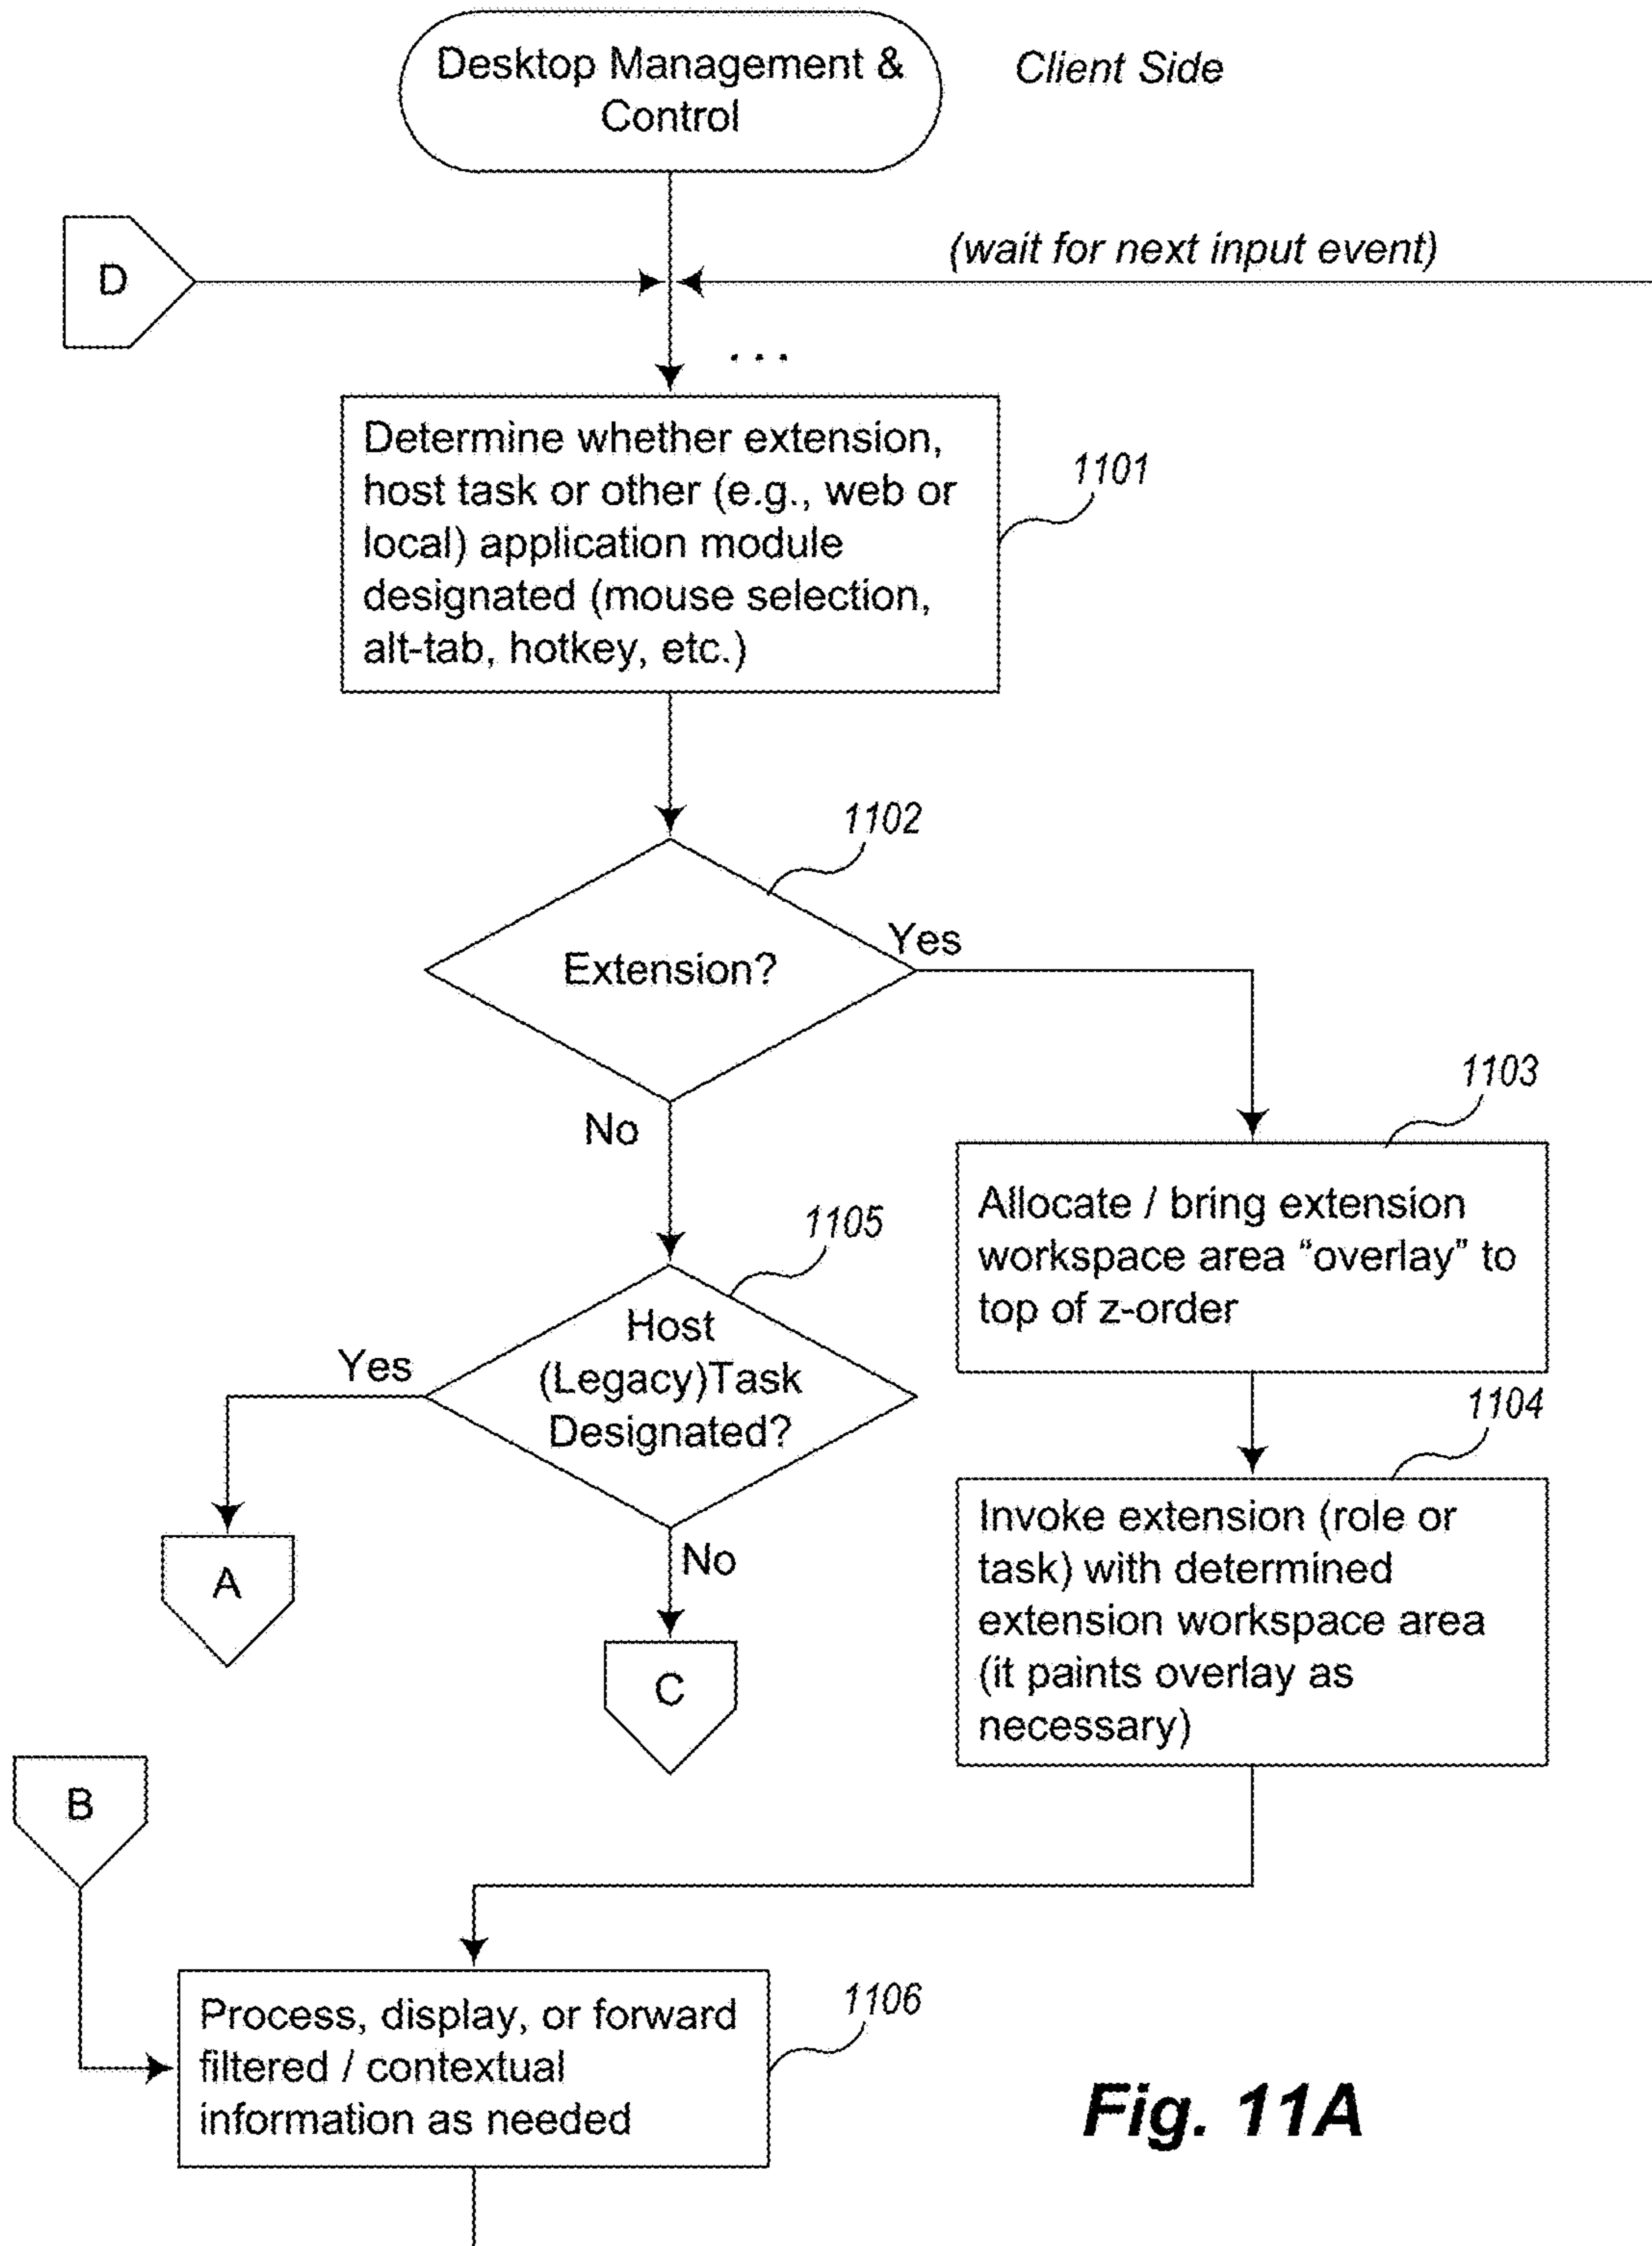 Desktop Management &
Control
Client Side
D
(wait for next input event)
...
Determine whether extension,
host task or other (e.g., web or
local) application module
designated (mouse selection,
alt-tab, hotkey, etc.)
1101
1102
Extension?
Yes
No
1103
Allocate / bring extension
workspace area “overlay” to
top of z-order
1105
Host
(Legacy)Task
Designated?
Yes
No
A
C
1104
Invoke extension (role or
task) with determined
extension workspace area
(it paints overlay as
necessary)
B
Process, display, or forward
filtered / contextual
information as needed
1106
Fig. 11A